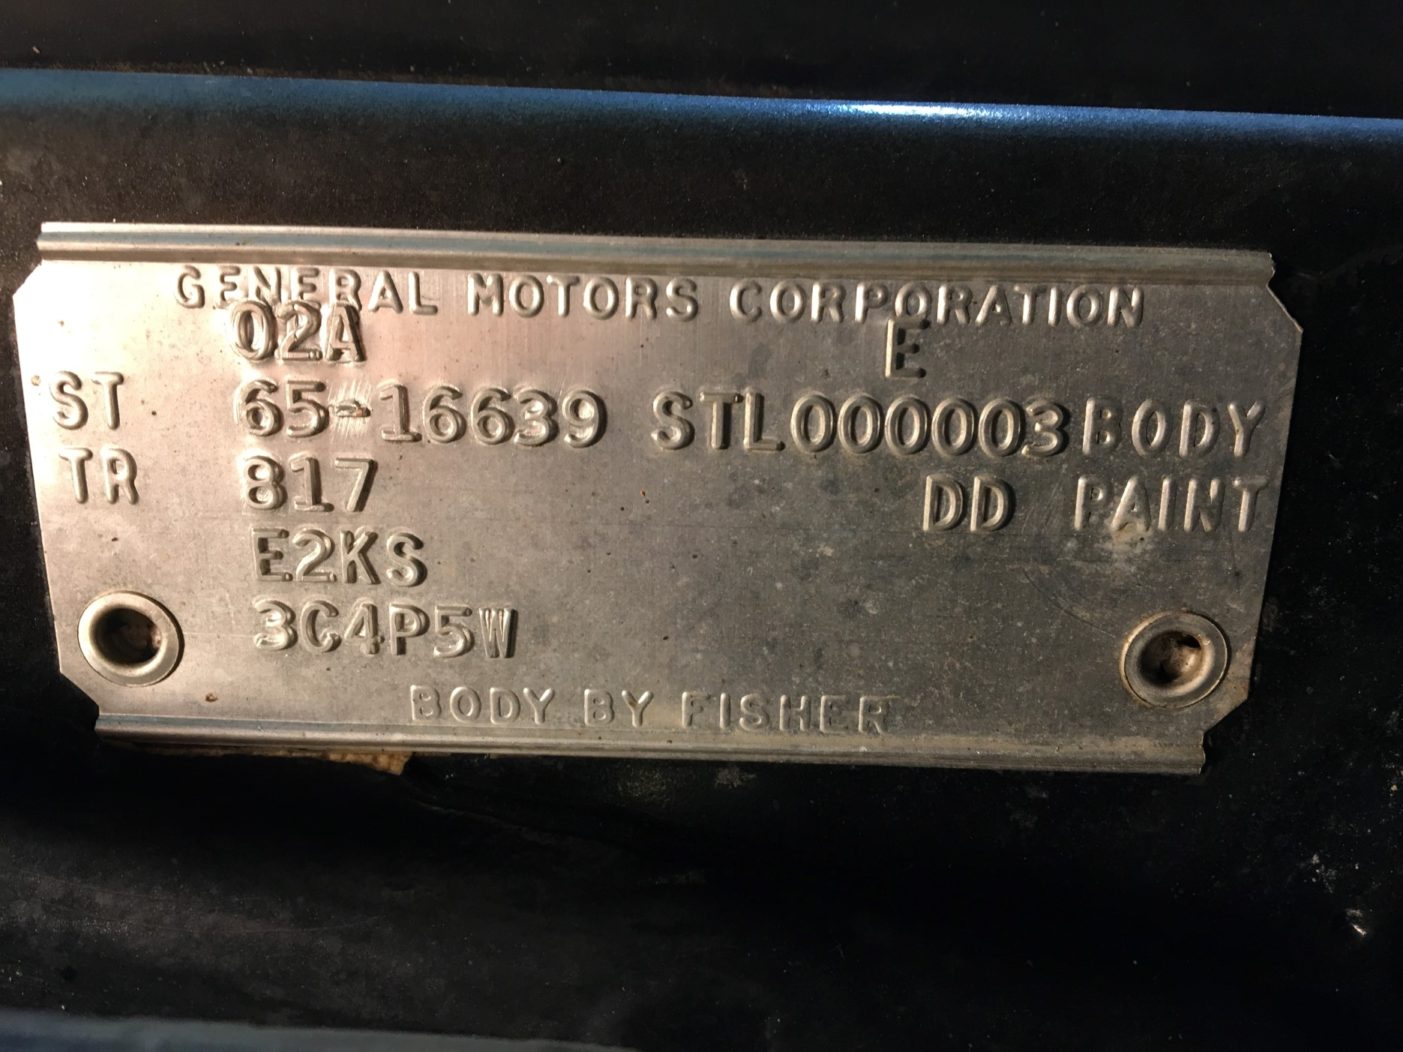 GENERAL MOTORS CORPORATION
02A E
ST 65-16639 STL000003 BODY
TR 817 DD PAINT
E2KS
3C4P5W
BODY BY FISHER